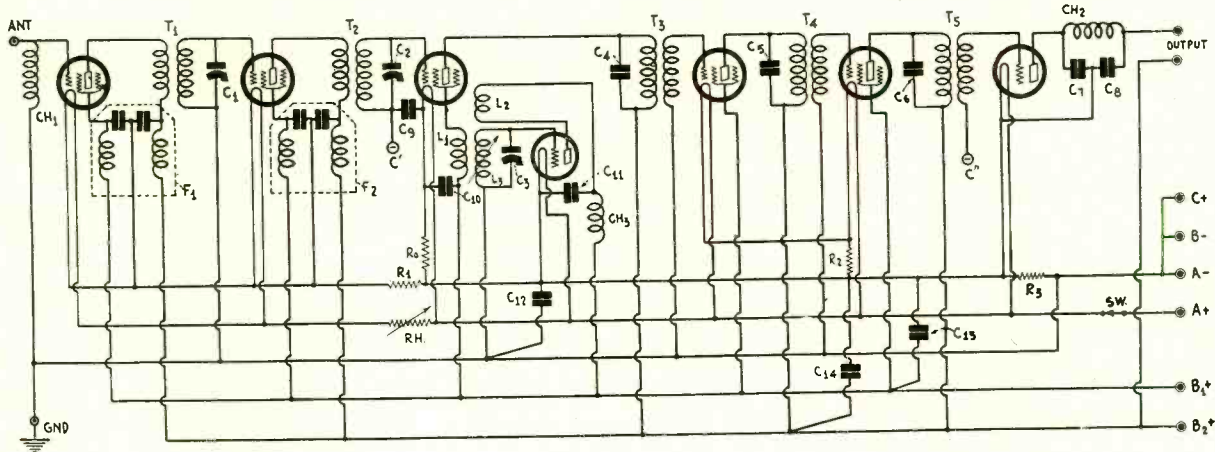 ANT
T1
T2
T3
T4
T5
CH2
C1
C2
C4
C5
C6
C7
C8
OUTPUT
CH1
C9
C'
L2
L1
L3
C3
C10
C11
CH3
C"
F1
F2
R0
R1
R2
R3
C+
B-
A-
C12
RH.
SW.
A+
C13
C14
B1+
GND
B2+